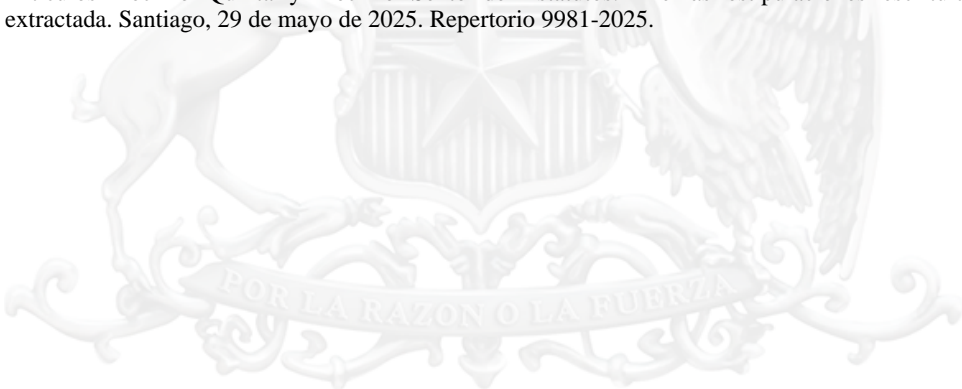 extractada. Santiago, 29 de mayo de 2025. Repertorio 9981-2025.
POR LA RAZON O LA FUERZA